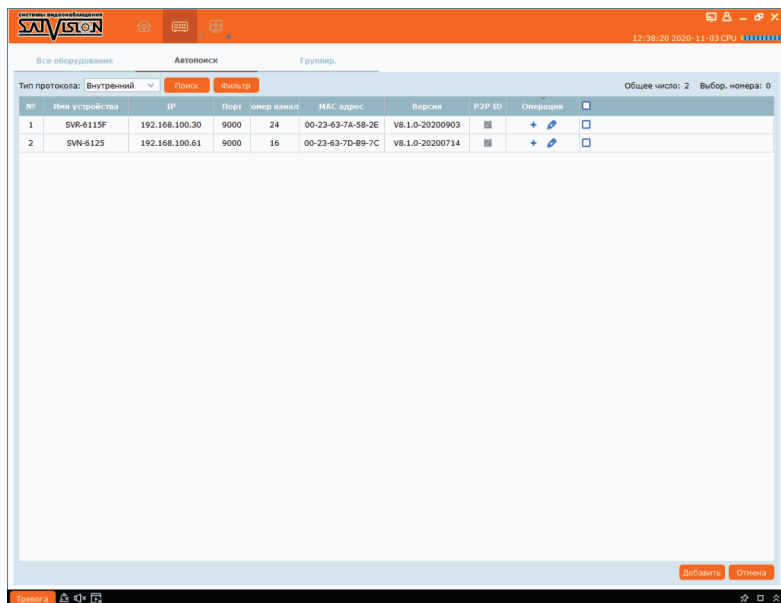 системы видеонаблюдения
SATVISION
12:38:20 2020-11-03 CPU
Все оборудование Автопоиск Группир.
Тип протокола: Внутренний Поиск Фильтр Общее число: 2 Выбор. номера: 0
№ Имя устройства IP Порт омер канал MAC адрес Версия P2P ID Операция
1 SVR-6115F 192.168.100.30 9000 24 00-23-63-7A-58-2E V8.1.0-20200903
2 SVN-6125 192.168.100.61 9000 16 00-23-63-7D-B9-7C V8.1.0-20200714
Добавить Отмена
Тревога